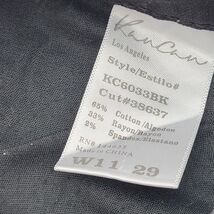 KanCan
Los Angeles
Style/Estilo#
KC6033BK
Cut#38637
65% Cotton/Algodon
33% Rayon/Rayon
2% Spandex/Elastano
RN#
Made in CHINA
W11 29